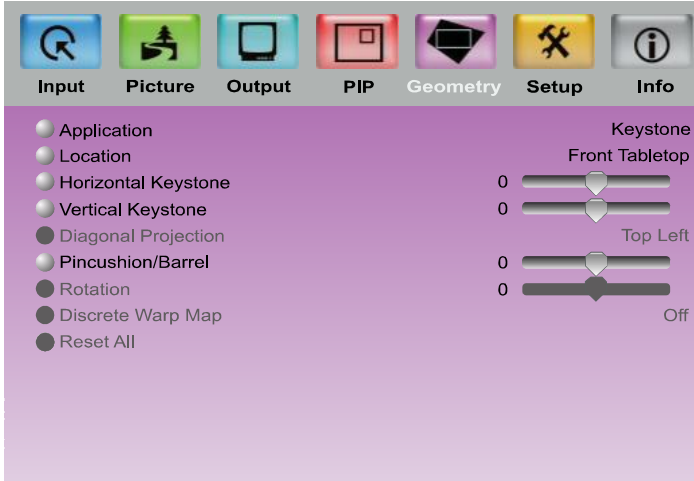 Input Picture Output PIP Geometry Setup Info
Application Keystone
Location Front Tabletop
Horizontal Keystone 0
Vertical Keystone 0
Diagonal Projection Top Left
Pincushion/Barrel 0
Rotation 0
Discrete Warp Map Off
Reset All